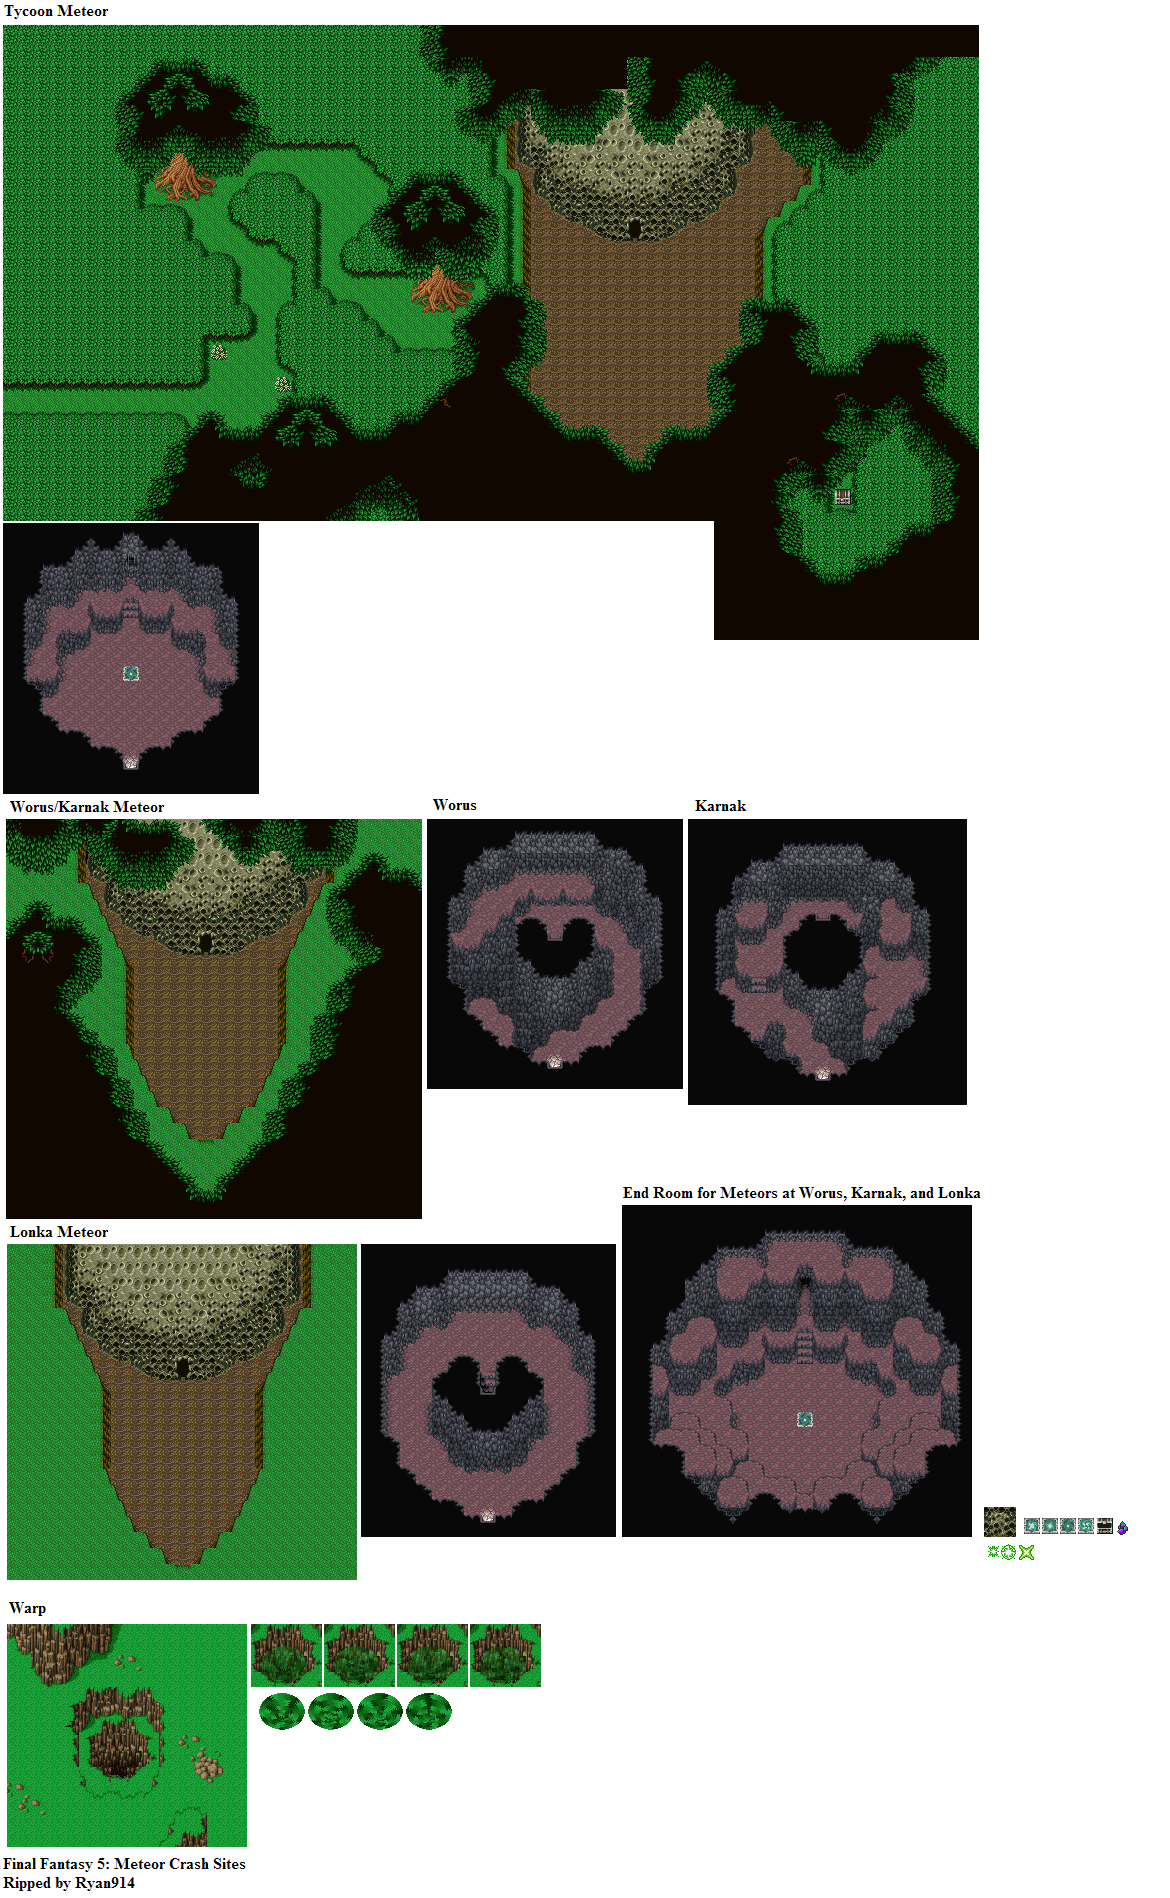 Tycoon Meteor
Worus/Karnak Meteor
Worus
Karnak
End Room for Meteors at Worus, Karnak, and Lonka
Lonka Meteor
Warp
Final Fantasy 5: Meteor Crash Sites
Ripped by Ryan914